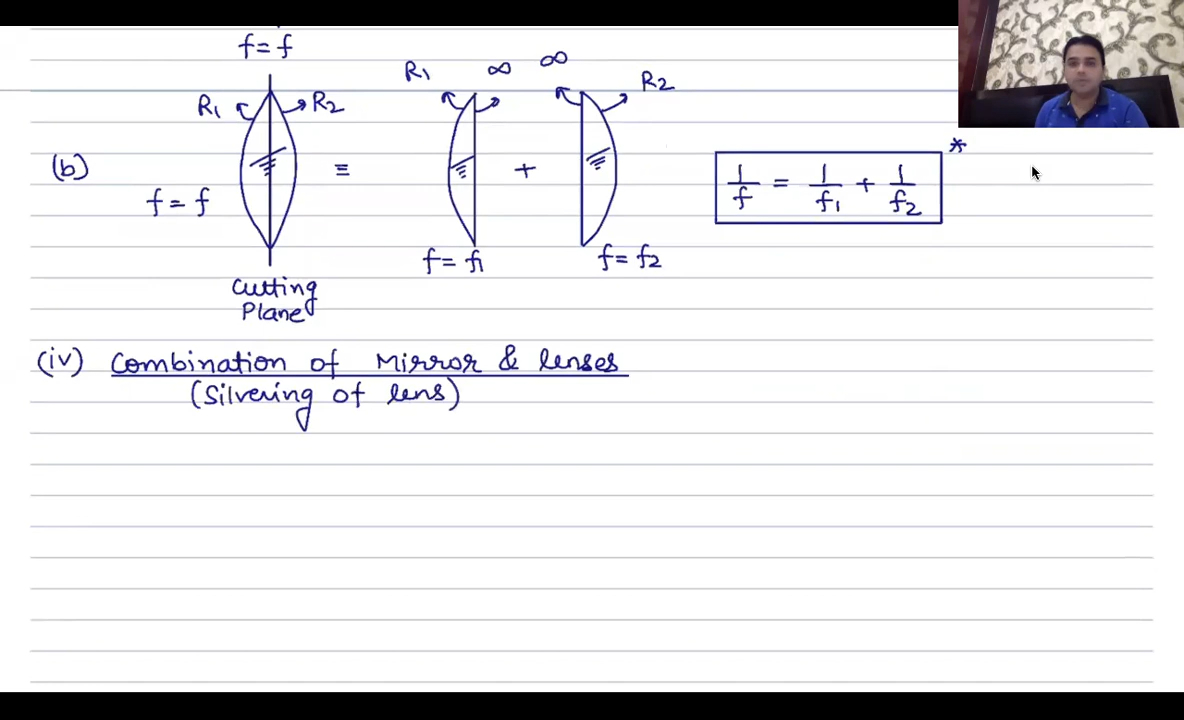 f = f
R1 ∞ ∞ R2
R1 R2
(b) ≡ + 1/f = 1/f1 + 1/f2 *
f = f
f = f1 f = f2
Cutting
Plane
(iv) Combination of Mirror & lenses
(Silvering of lens)